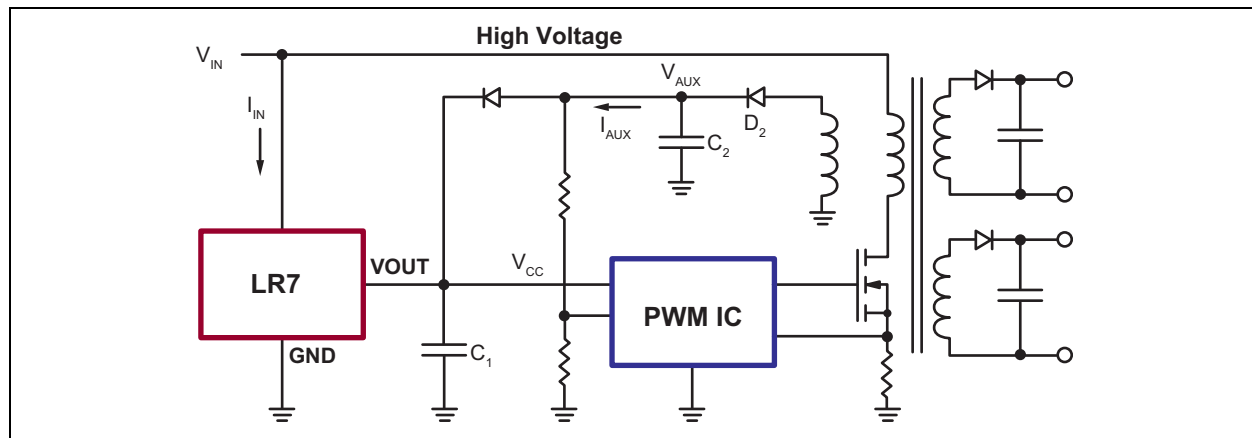 High Voltage
V_IN
V_AUX
I_IN
I_AUX
D_2
C_2
LR7
VOUT
V_CC
PWM IC
GND
C_1